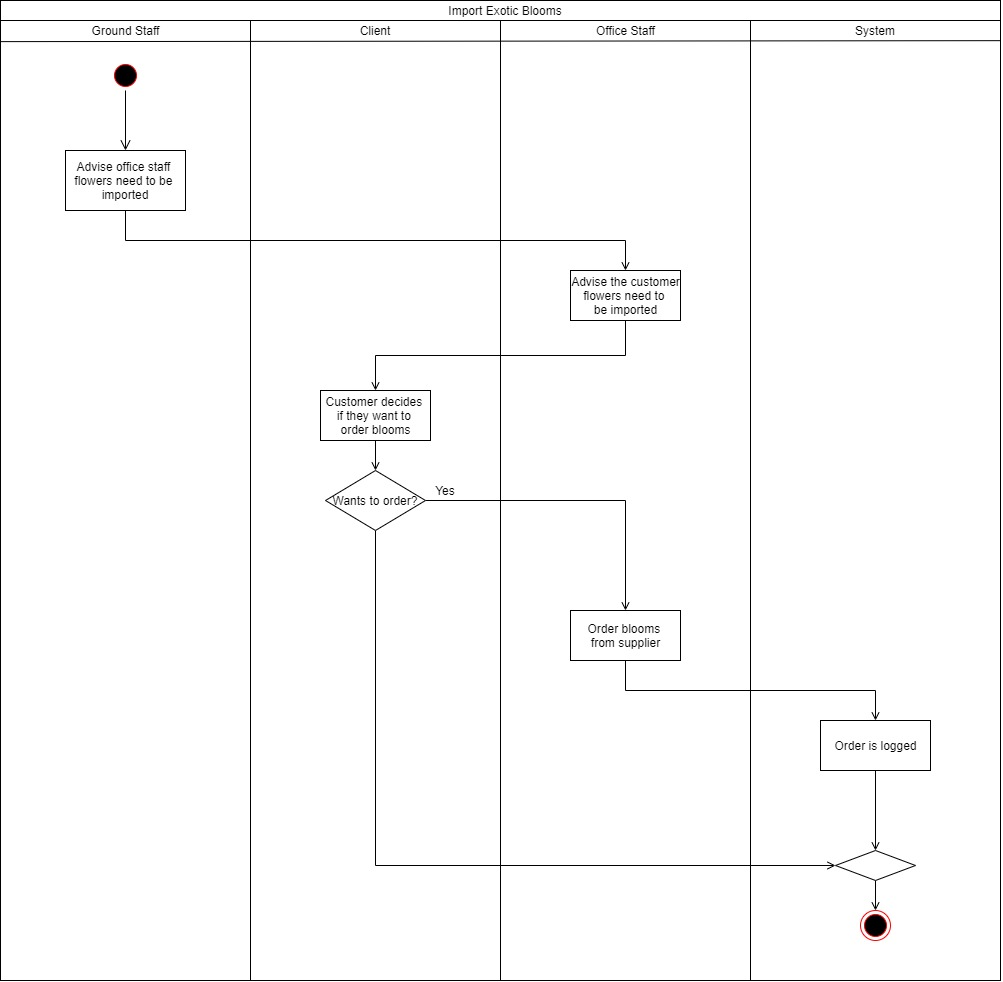 Import Exotic Blooms
Ground Staff
Client
Office Staff
System
Advise office staff
flowers need to be
imported
Advise the customer
flowers need to
be imported
Customer decides
if they want to
order blooms
Wants to order?
Yes
Order blooms
from supplier
Order is logged